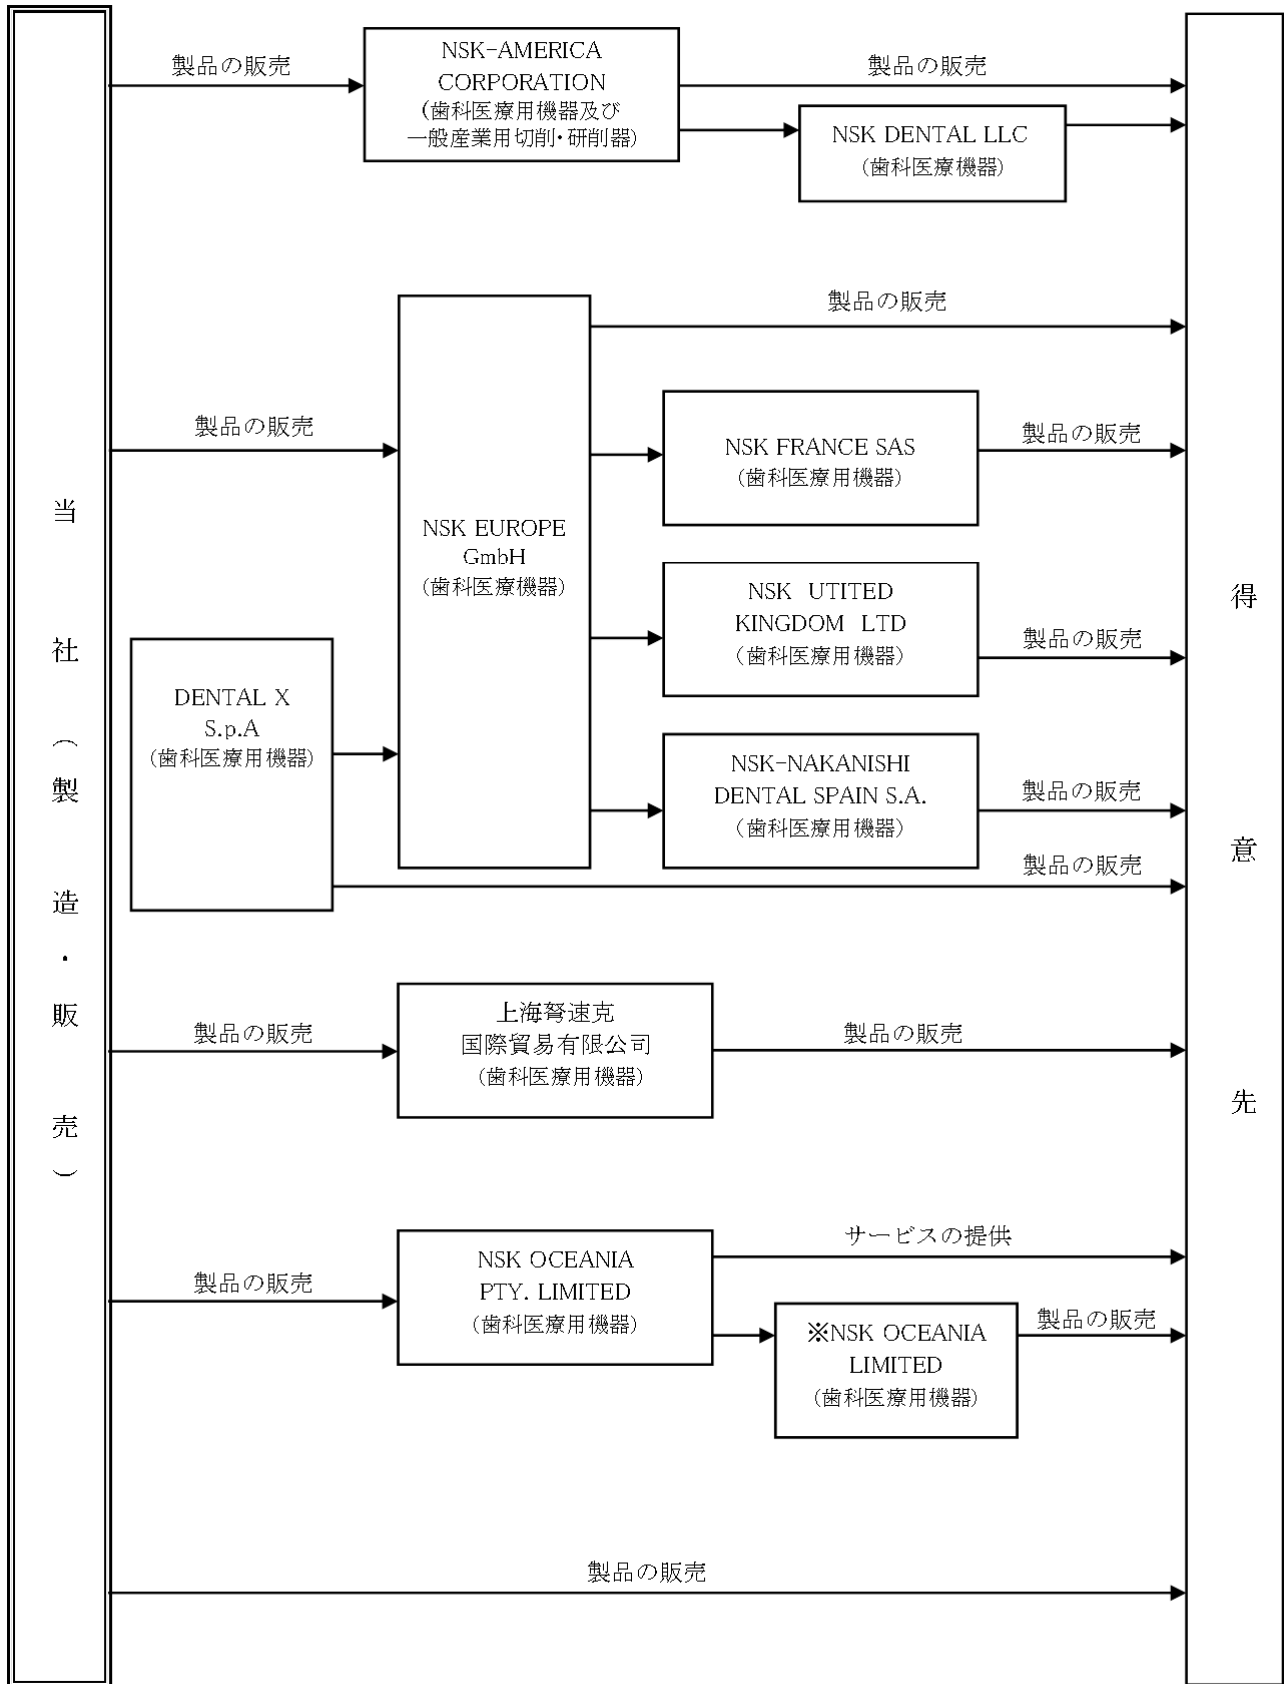 当社（製造・販売）
製品の販売
NSK-AMERICA
CORPORATION
(歯科医療用機器及び
一般産業用切削・研削器)
製品の販売
NSK DENTAL LLC
(歯科医療機器)
製品の販売
NSK EUROPE
GmbH
(歯科医療機器)
製品の販売
NSK FRANCE SAS
(歯科医療用機器)
製品の販売
NSK UTITED
KINGDOM LTD
(歯科医療用機器)
製品の販売
DENTAL X
S.p.A
(歯科医療用機器)
NSK-NAKANISHI
DENTAL SPAIN S.A.
(歯科医療用機器)
製品の販売
製品の販売
製品の販売
上海弩速克
国際貿易有限公司
(歯科医療用機器)
製品の販売
製品の販売
NSK OCEANIA
PTY. LIMITED
(歯科医療用機器)
サービスの提供
※NSK OCEANIA
LIMITED
(歯科医療用機器)
製品の販売
製品の販売
得意先